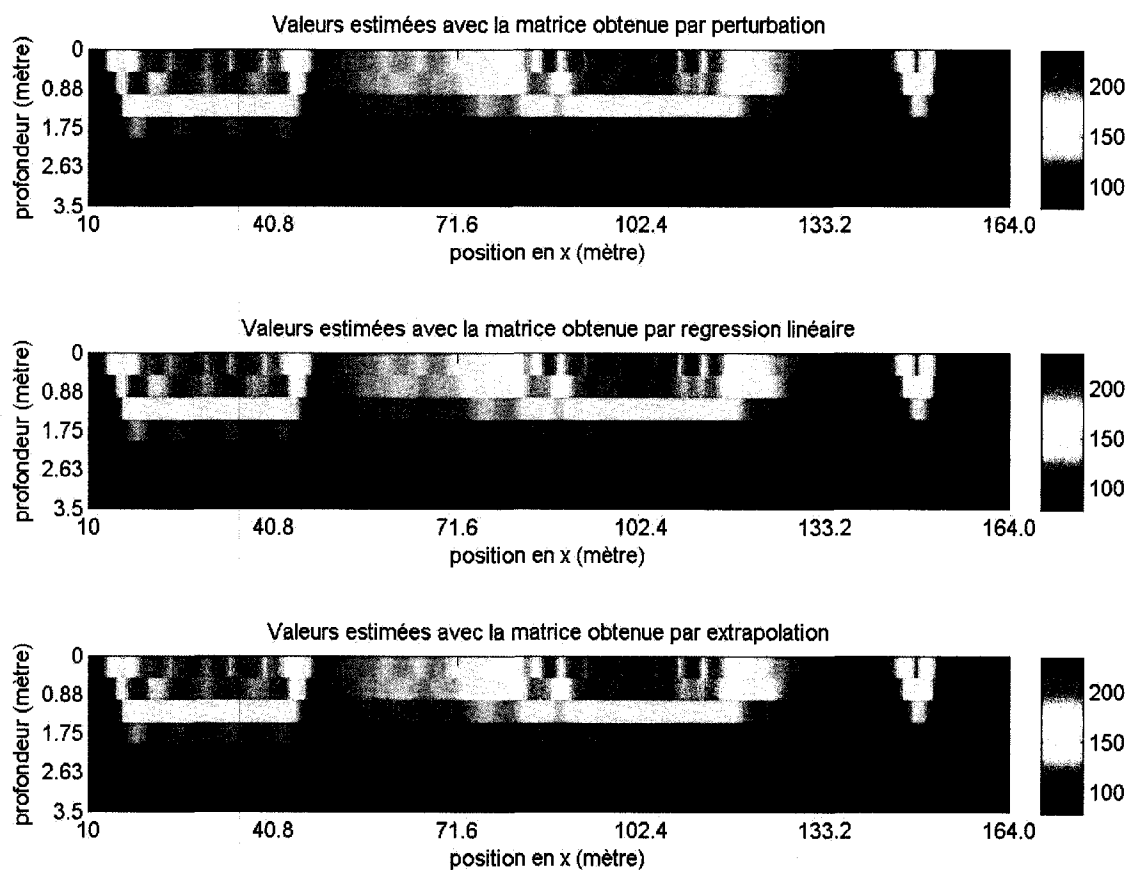 Valeurs estimées avec la matrice obtenue par perturbation
profondeur (mètre)
0
0.88
1.75
2.63
3.5
10 40.8 71.6 102.4 133.2 164.0
position en x (mètre)
200
150
100
Valeurs estimées avec la matrice obtenue par regression linéaire
profondeur (mètre)
0
0.88
1.75
2.63
3.5
10 40.8 71.6 102.4 133.2 164.0
position en x (mètre)
200
150
100
Valeurs estimées avec la matrice obtenue par extrapolation
profondeur (mètre)
0
0.88
1.75
2.63
3.5
10 40.8 71.6 102.4 133.2 164.0
position en x (mètre)
200
150
100